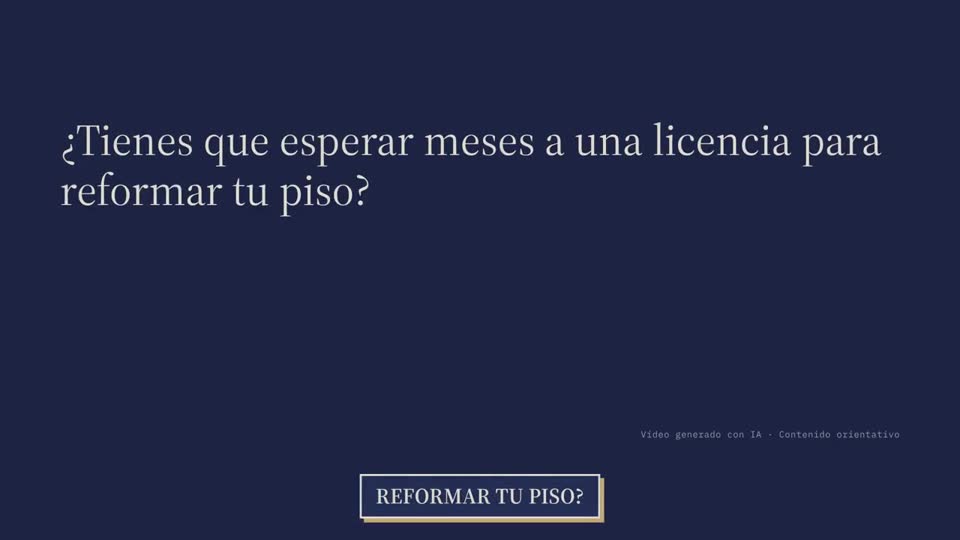 ¿Tienes que esperar meses a una licencia para
reformar tu piso?
Vídeo generado con IA · Contenido orientativo
REFORMAR TU PISO?